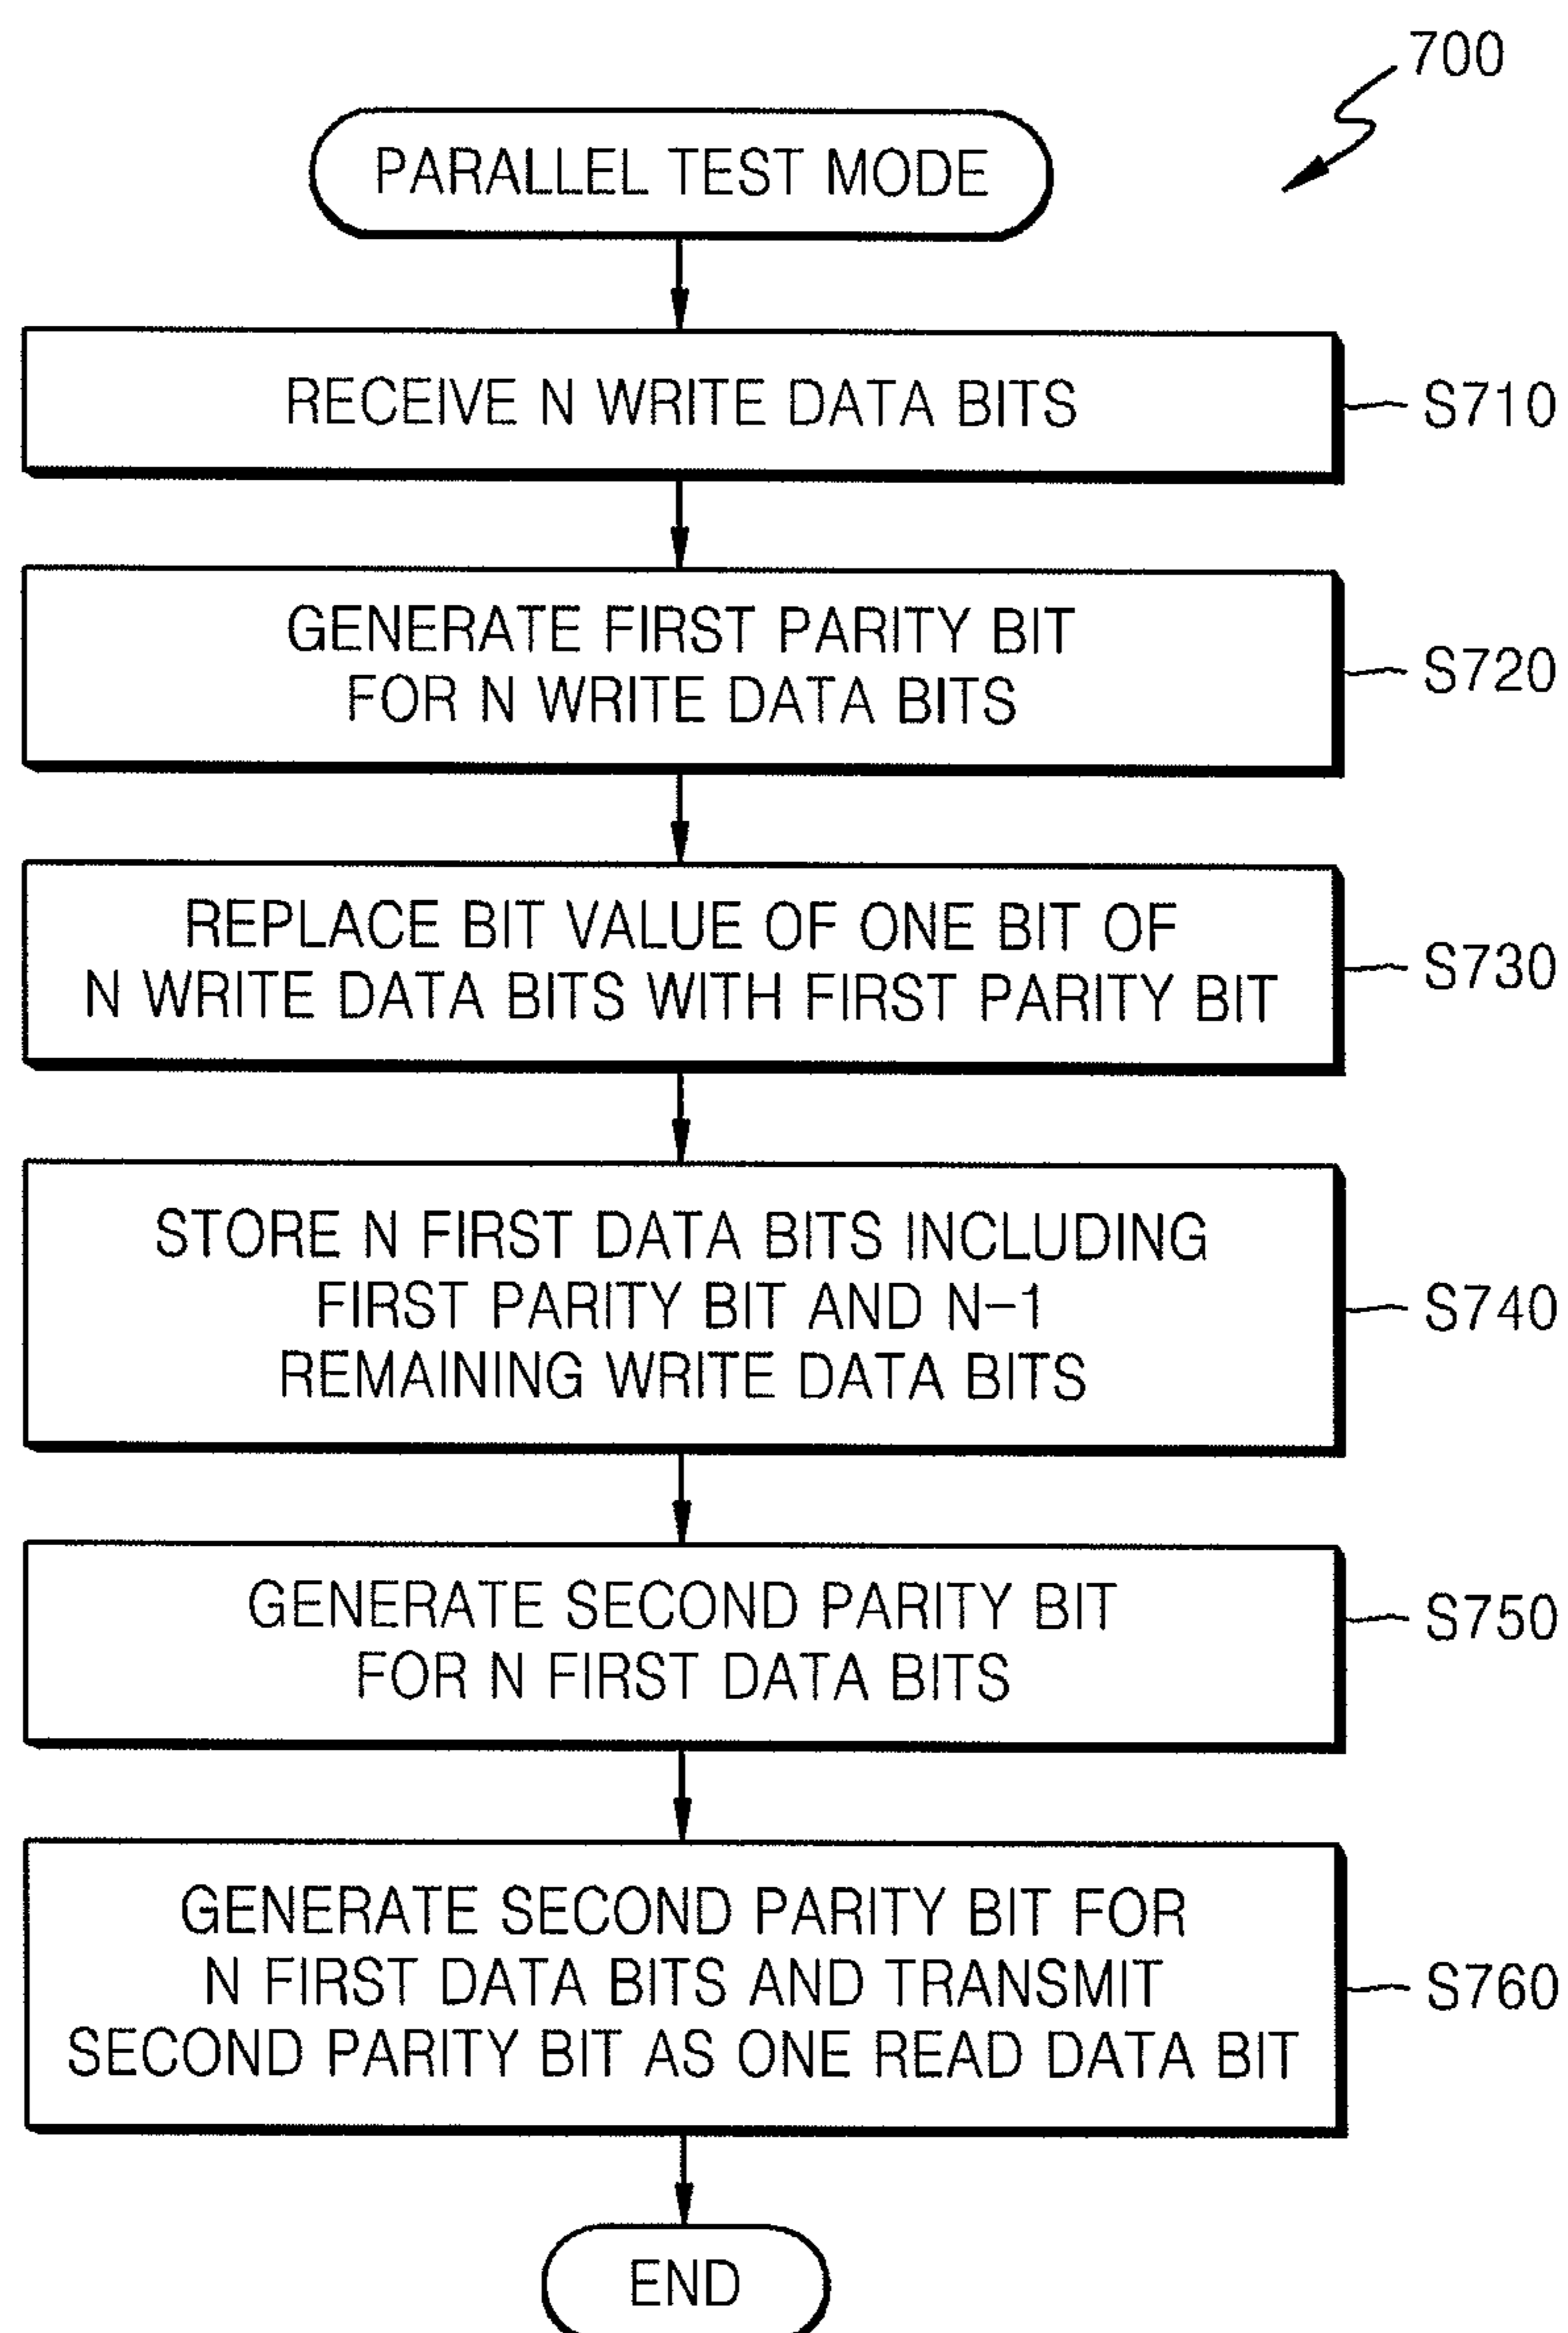 700
PARALLEL TEST MODE
RECEIVE N WRITE DATA BITS
S710
GENERATE FIRST PARITY BIT
FOR N WRITE DATA BITS
S720
REPLACE BIT VALUE OF ONE BIT OF
N WRITE DATA BITS WITH FIRST PARITY BIT
S730
STORE N FIRST DATA BITS INCLUDING
FIRST PARITY BIT AND N-1
REMAINING WRITE DATA BITS
S740
GENERATE SECOND PARITY BIT
FOR N FIRST DATA BITS
S750
GENERATE SECOND PARITY BIT FOR
N FIRST DATA BITS AND TRANSMIT
SECOND PARITY BIT AS ONE READ DATA BIT
S760
END